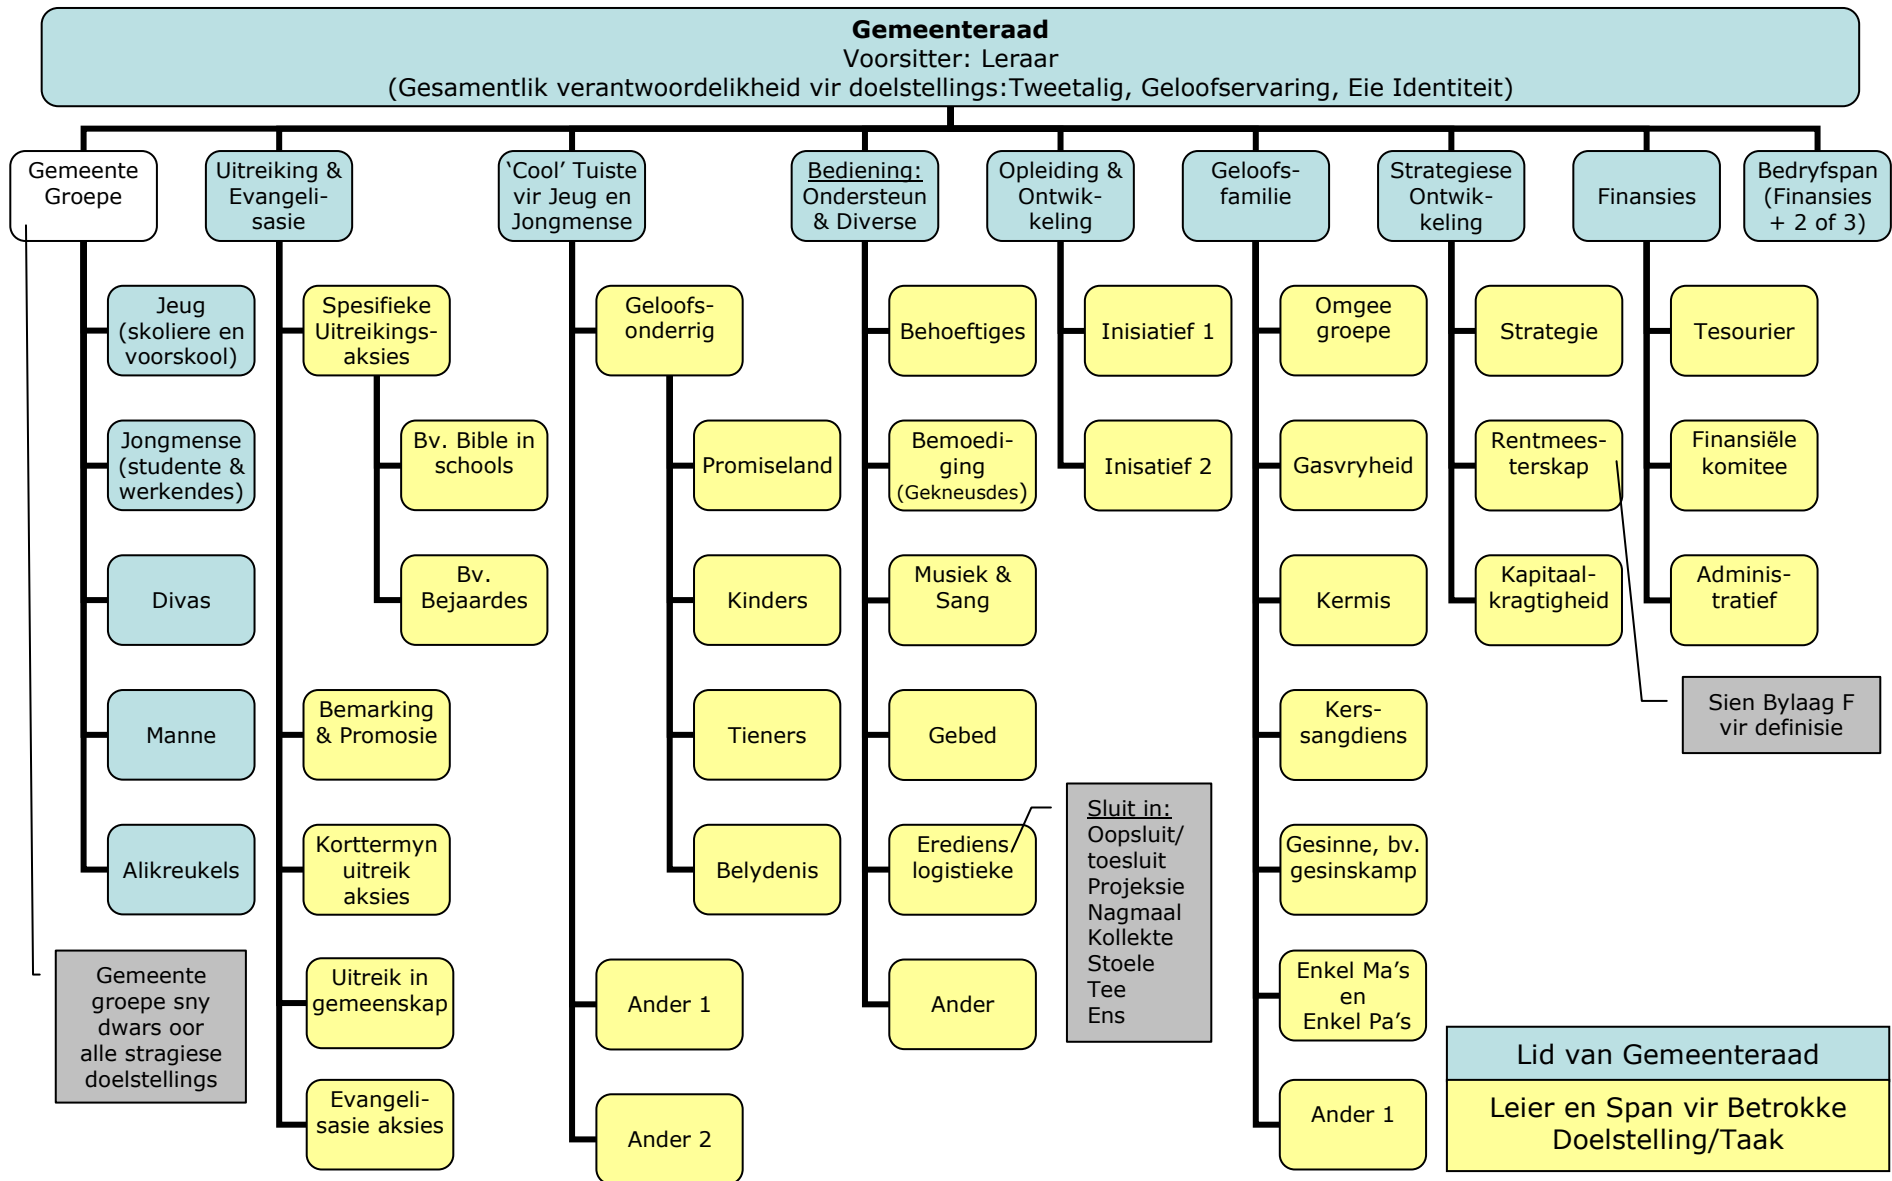 Gemeenteraad
Voorsitter: Leraar
(Gesamentlik verantwoordelikheid vir doelstellings:Tweetalig, Geloofservaring, Eie Identiteit)
Gemeente
Groepe
Uitreiking &
Evangeli-
sasie
‘Cool’ Tuiste
vir Jeug en
Jongmense
Bediening:
Ondersteun
& Diverse
Opleiding &
Ontwik-
keling
Geloofs-
familie
Strategiese
Ontwik-
keling
Finansies
Bedryfspan
(Finansies
+ 2 of 3)
Jeug
(skoliere en
voorskool)
Jongmense
(studente &
werkendes)
Divas
Manne
Alikreukels
Gemeente
groepe sny
dwars oor
alle stragiese
doelstellings
Spesifieke
Uitreikings-
aksies
Bv. Bible in
schools
Bv.
Bejaardes
Bemarking
& Promosie
Korttermyn
uitreik
aksies
Uitreik in
gemeenskap
Evangeli-
sasie aksies
Geloofs-
onderrig
Promiseland
Kinders
Tieners
Belydenis
Ander 1
Ander 2
Behoeftiges
Bemoedi-
ging
(Gekneusdes)
Musiek &
Sang
Gebed
Erediens
logistieke
Ander
Sluit in:
Oopsluit/
toesluit
Projeksie
Nagmaal
Kollekte
Stoele
Tee
Ens
Inisiatief 1
Inisatief 2
Omgee
groepe
Gasvryheid
Kermis
Kers-
sangdiens
Gesinne, bv.
gesinskamp
Enkel Ma’s
en
Enkel Pa’s
Ander 1
Strategie
Rentmees-
terskap
Kapitaal-
kragtigheid
Tesourier
Finansiële
komitee
Adminis-
tratief
Sien Bylaag F
vir definisie
Lid van Gemeenteraad
Leier en Span vir Betrokke
Doelstelling/Taak